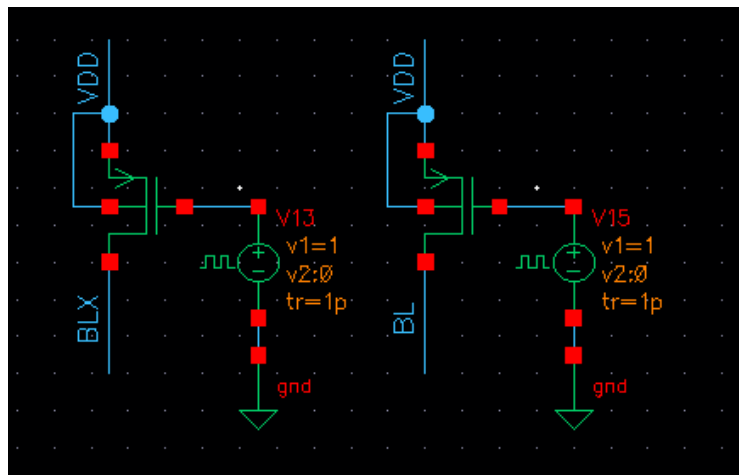 VDD
VDD
V13
v1=1
v2:0
tr=1p
V15
v1=1
v2:0
tr=1p
BLX
BL
gnd
gnd